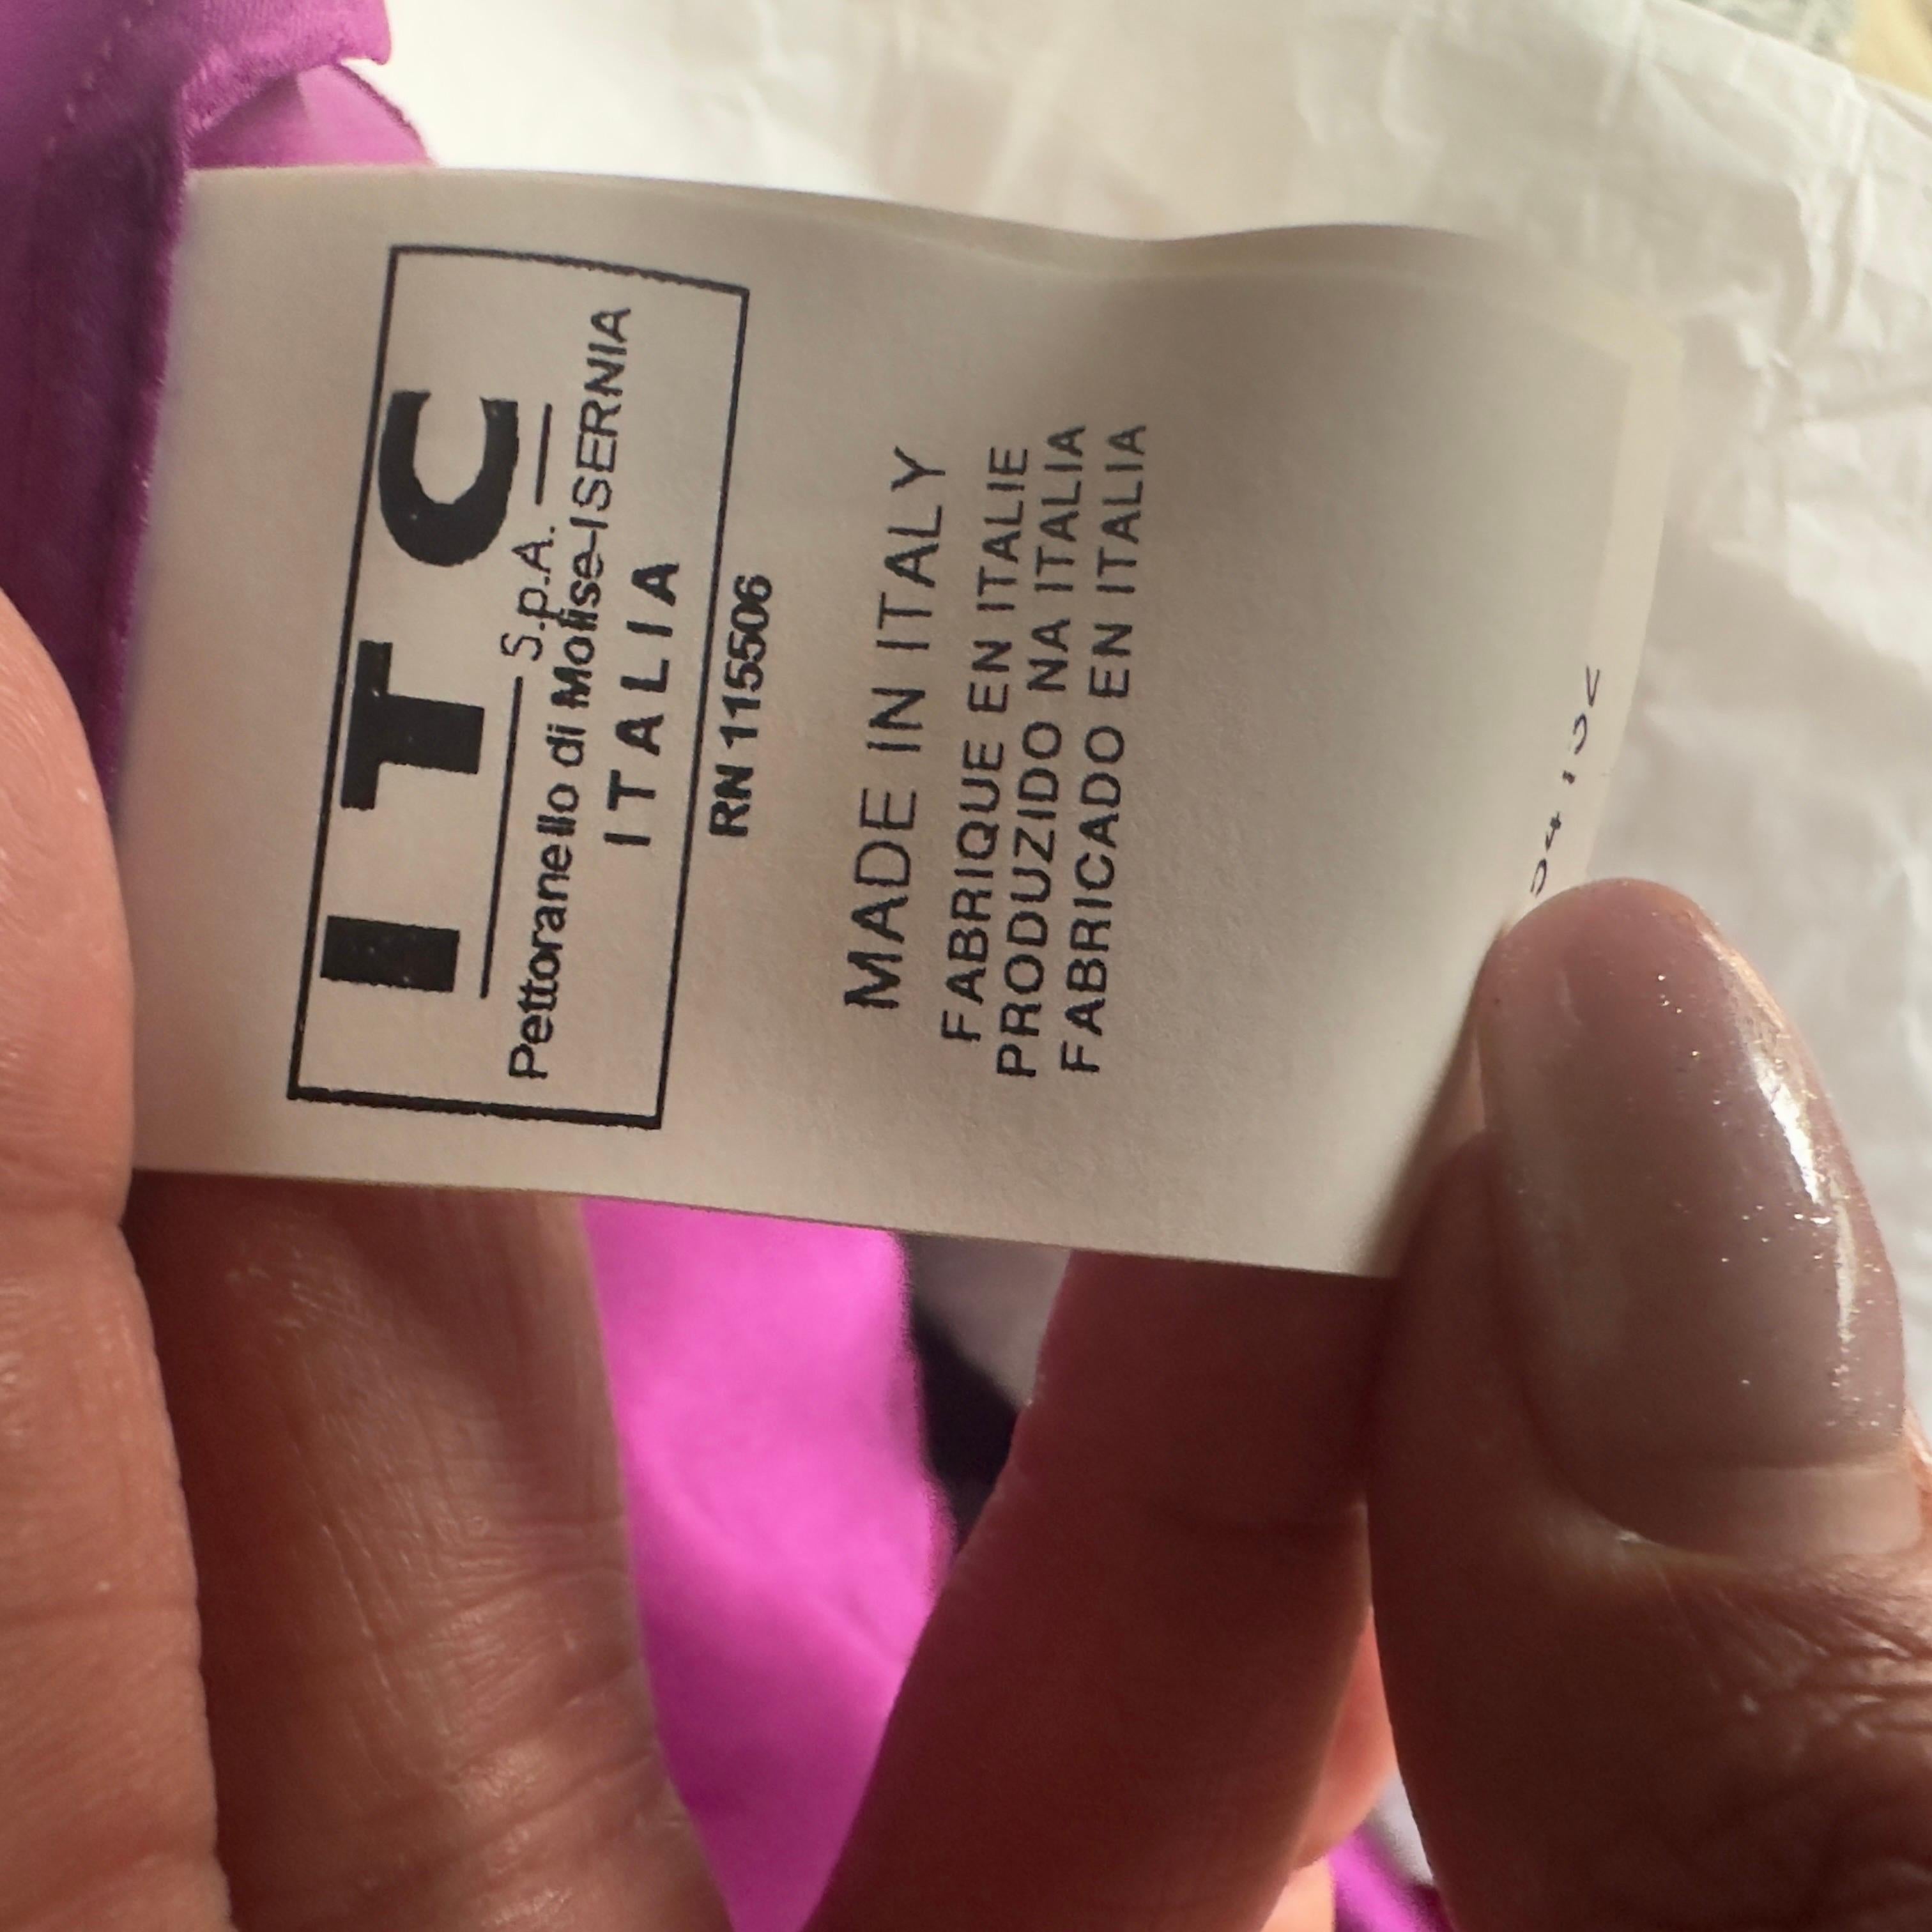 ITC
S.p.A.
Pettoranello di Molise-ISERNIA
ITALIA
RN 115506
MADE IN ITALY
FABRIQUE EN ITALIE
PRODUZIDO NA ITALIA
FABRICADO EN ITALIA